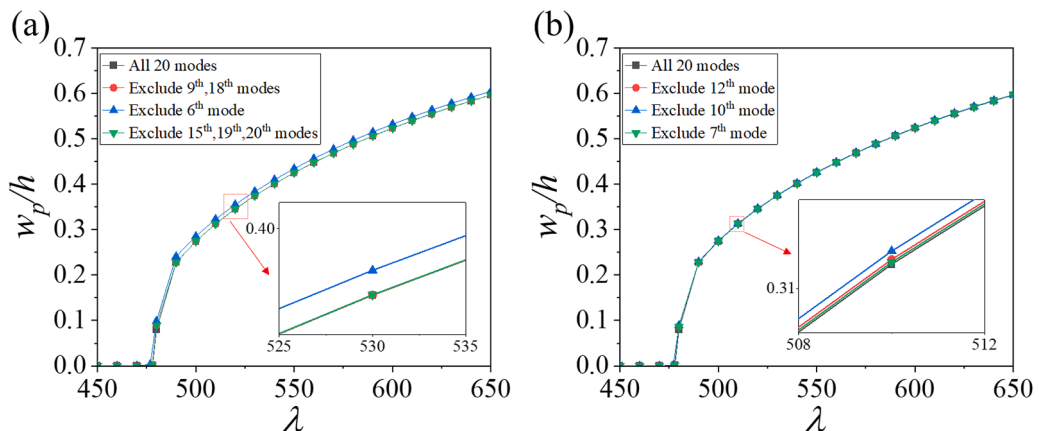 (a)
0.7
0.6
0.5
0.4
0.3
0.2
0.1
0.0
w_p/h
All 20 modes
Exclude 9th,18th modes
Exclude 6th mode
Exclude 15th,19th,20th modes
0.40
525
530
535
450
500
550
600
650
λ
(b)
0.7
0.6
0.5
0.4
0.3
0.2
0.1
0.0
w_p/h
All 20 modes
Exclude 12th mode
Exclude 10th mode
Exclude 7th mode
0.31
508
512
450
500
550
600
650
λ